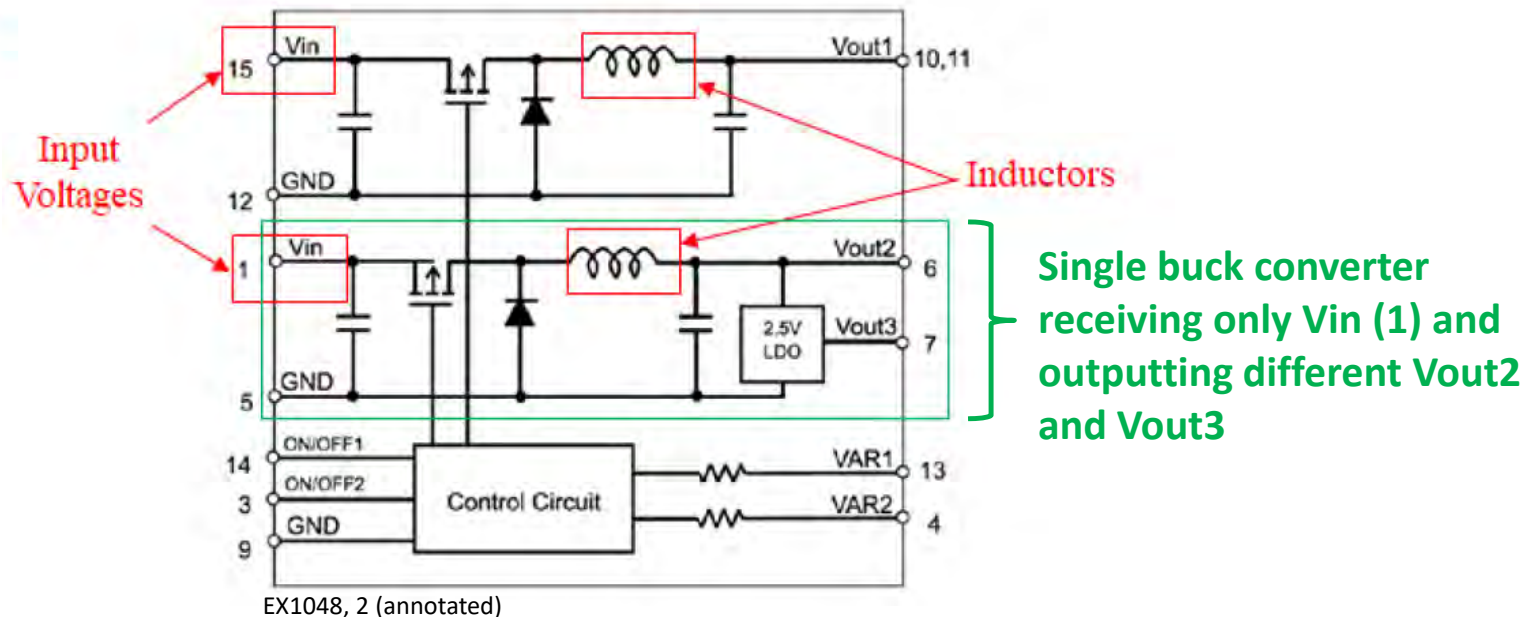 Vin
Vout1
15
10,11
Input
Voltages
GND
12
Inductors
Vin
Vout2
1
6
2.5V
LDO
Vout3
7
GND
5
Single buck converter
receiving only Vin (1) and
outputting different Vout2
and Vout3
ON/OFF1
14
VAR1
13
ON/OFF2
3
Control Circuit
VAR2
4
GND
9
EX1048, 2 (annotated)